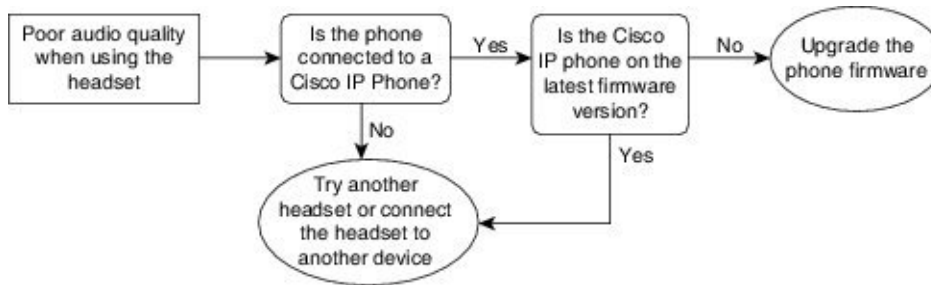 Poor audio quality
when using the
headset
Is the phone
connected to a
Cisco IP Phone?
Yes
Is the Cisco
IP phone on the
latest firmware
version?
No
Upgrade the
phone firmware
No
Yes
Try another
headset or connect
the headset to
another device